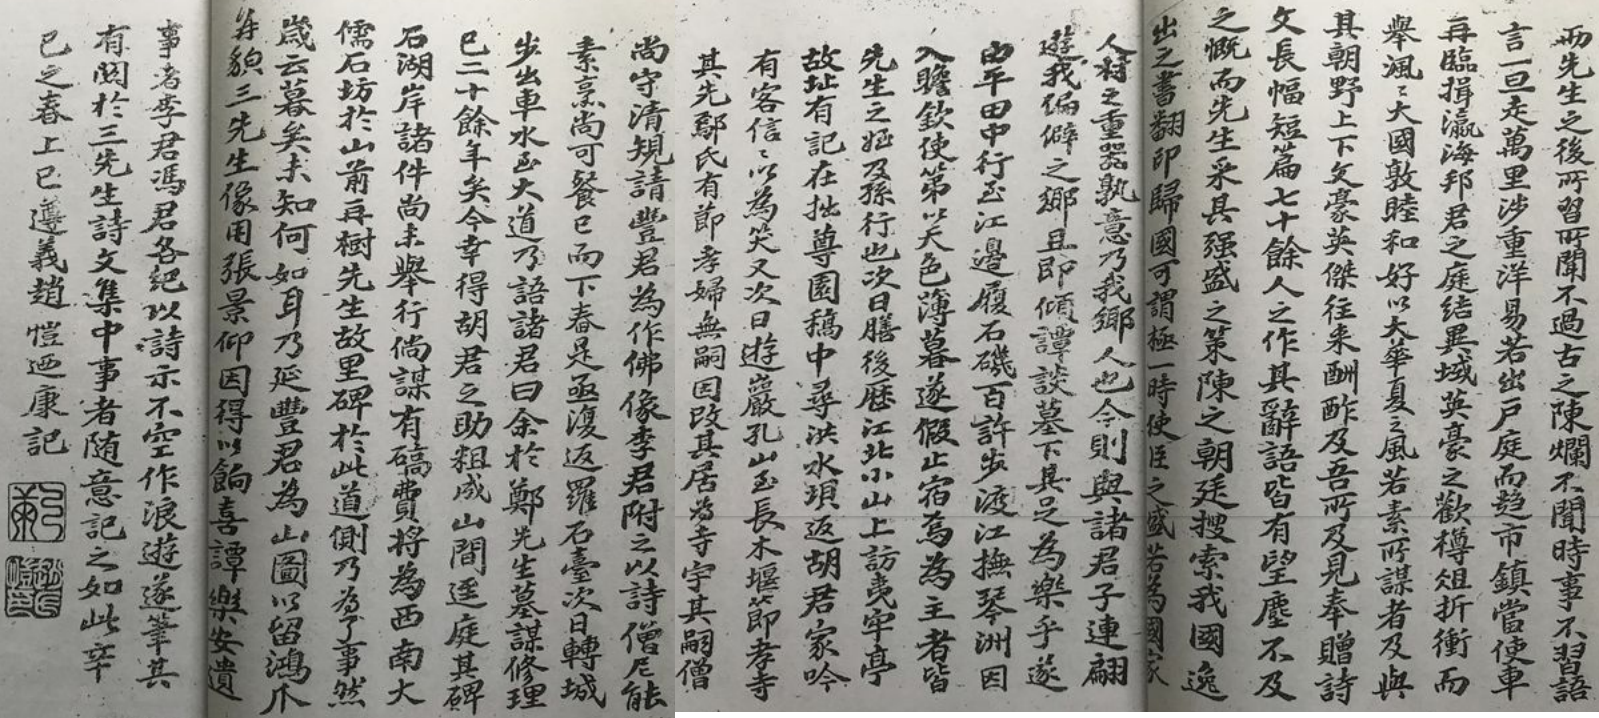 而先生之後所習所聞不過古之陳爛不聞時事不習語
言一旦走萬里涉重洋易若出戶庭而趋市鎮當使車
再臨揖瀛海邦君之庭結異域英豪之歡樽俎折衝而
舉渢〻大國敦睦和好以大華夏之風若素所謀者及與
其朝野上下文豪英傑往来酬酢及吾所及見奉贈詩
文長幅短篇七十餘人之作其辭語皆有望塵不及
之慨而先生采其强盛之策陳之朝廷搜索我國逸
出之書翻印歸國可謂極一時使臣之盛若為國家
人材之重器孰意乃我鄉人也今則與諸君子連翩
遊我偏僻之鄉且即傾譚談墓下其足為樂乎遂
由平田中行至江邊履石磯百許步渡江撫琴洲因
入瞻欽使第以天色薄暮遂假止宿焉為主者皆
先生之姪及孫行也次日膳後歷江北小山上訪夷牢亭
故址有記在拙尊園稿中尋洪水埧返胡君家吟
有客信〻以為笑又次日遊巖孔山至長木堰節孝寺
其先鄢氏有節孝婦無嗣因改其居為寺宇其嗣僧
尚守清規請豐君為作佛像李君附之以詩僧尼能
素烹尚可餐已而下舂是亟復返羅石臺次日轉城
步出車水至大道乃語諸君曰余於鄭先生墓謀修理
已二十餘年矣今幸得胡君之助粗成山間逕庭其碑
石湖岸諸件尚未舉行倘謀有碻費將為西南大
儒石坊於山前再樹先生故里碑於此道側乃為了事然
歲云暮矣未知何如耳乃延豐君為山圖以留鴻爪
并貌三先生像用張景仰因得以餉喜譚樂安遺
事者李君馮君各紀以詩示不空作浪遊遂筆其
有關於三先生詩文集中事者随意記之如此辛
巳之春上巳遵義趙愷迺康記